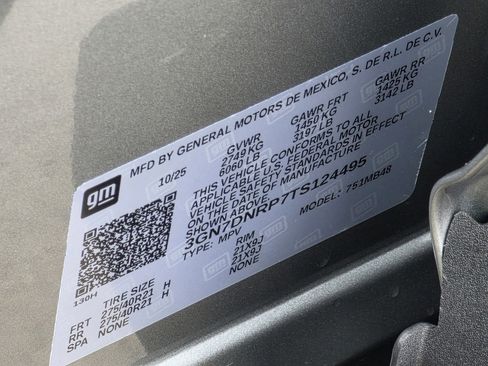 gm
MFD BY GENERAL MOTORS DE MEXICO, S. DE R.L. DE C.V.
10/25 GVWR GAWR FRT GAWR RR
2749 KG 1450 KG 1425 KG
6060 LB 3197 LB 3142 LB
THIS VEHICLE CONFORMS TO ALL
APPLICABLE U.S. FEDERAL MOTOR
VEHICLE SAFETY STANDARDS IN EFFECT
ON THE DATE OF MANUFACTURE
SHOWN ABOVE.
3GN7DNRP7TS124495
TYPE: MPV MODEL: 751MB48
130H
TIRE SIZE RIM
FRT 275/40R21 H 21X9J
RR 275/40R21 H 21X9J
SPA NONE NONE